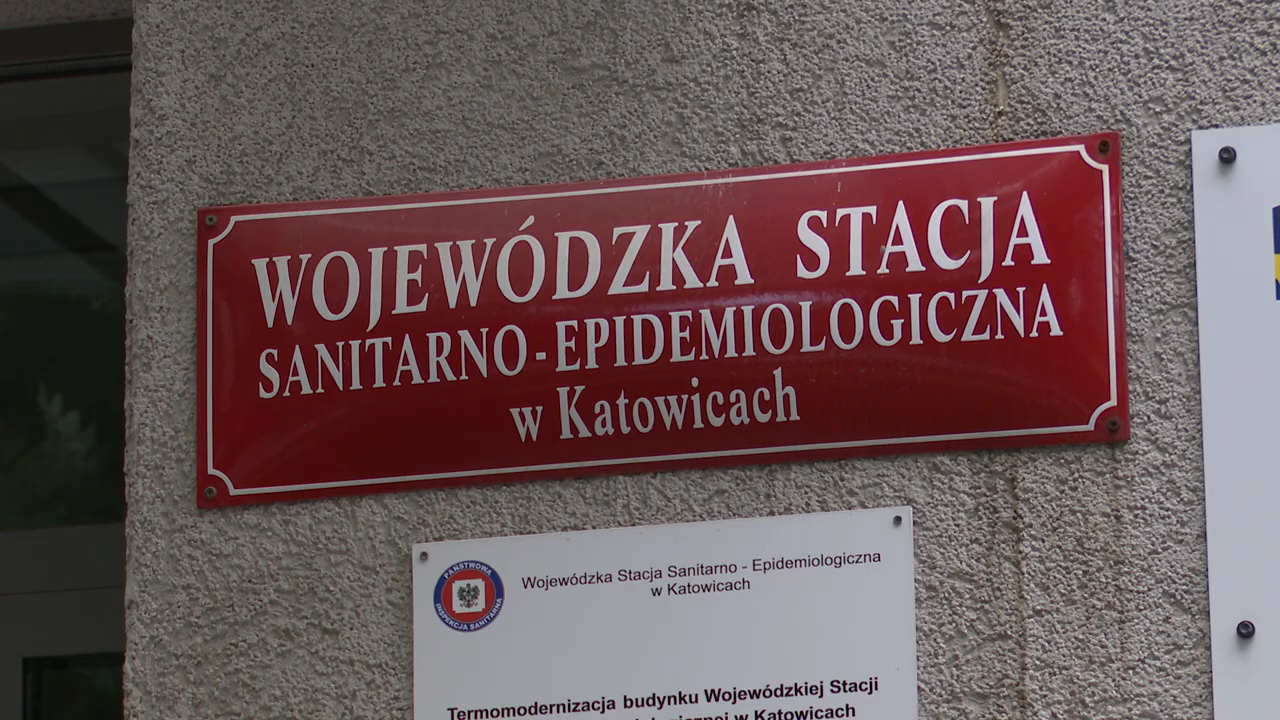 WOJEWÓDZKA STACJA
SANITARNO-EPIDEMIOLOGICZNA
w Katowicach
PAŃSTWOWA
INSPEKCJA SANITARNA
Wojewódzka Stacja Sanitarno - Epidemiologiczna
w Katowicach
Termomodernizacja budynku Wojewódzkiej Stacji
w Katowicach